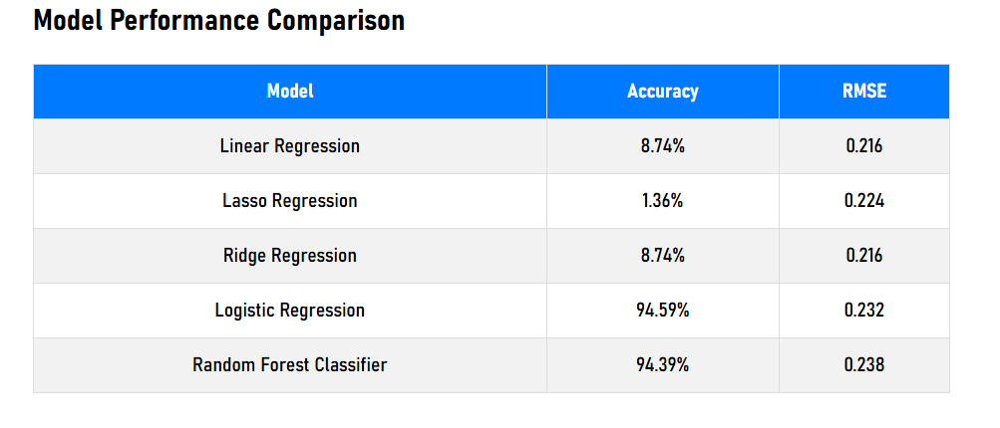 Model Performance Comparison
Model Accuracy RMSE
Linear Regression 8.74% 0.216
Lasso Regression 1.36% 0.224
Ridge Regression 8.74% 0.216
Logistic Regression 94.59% 0.232
Random Forest Classifier 94.39% 0.238